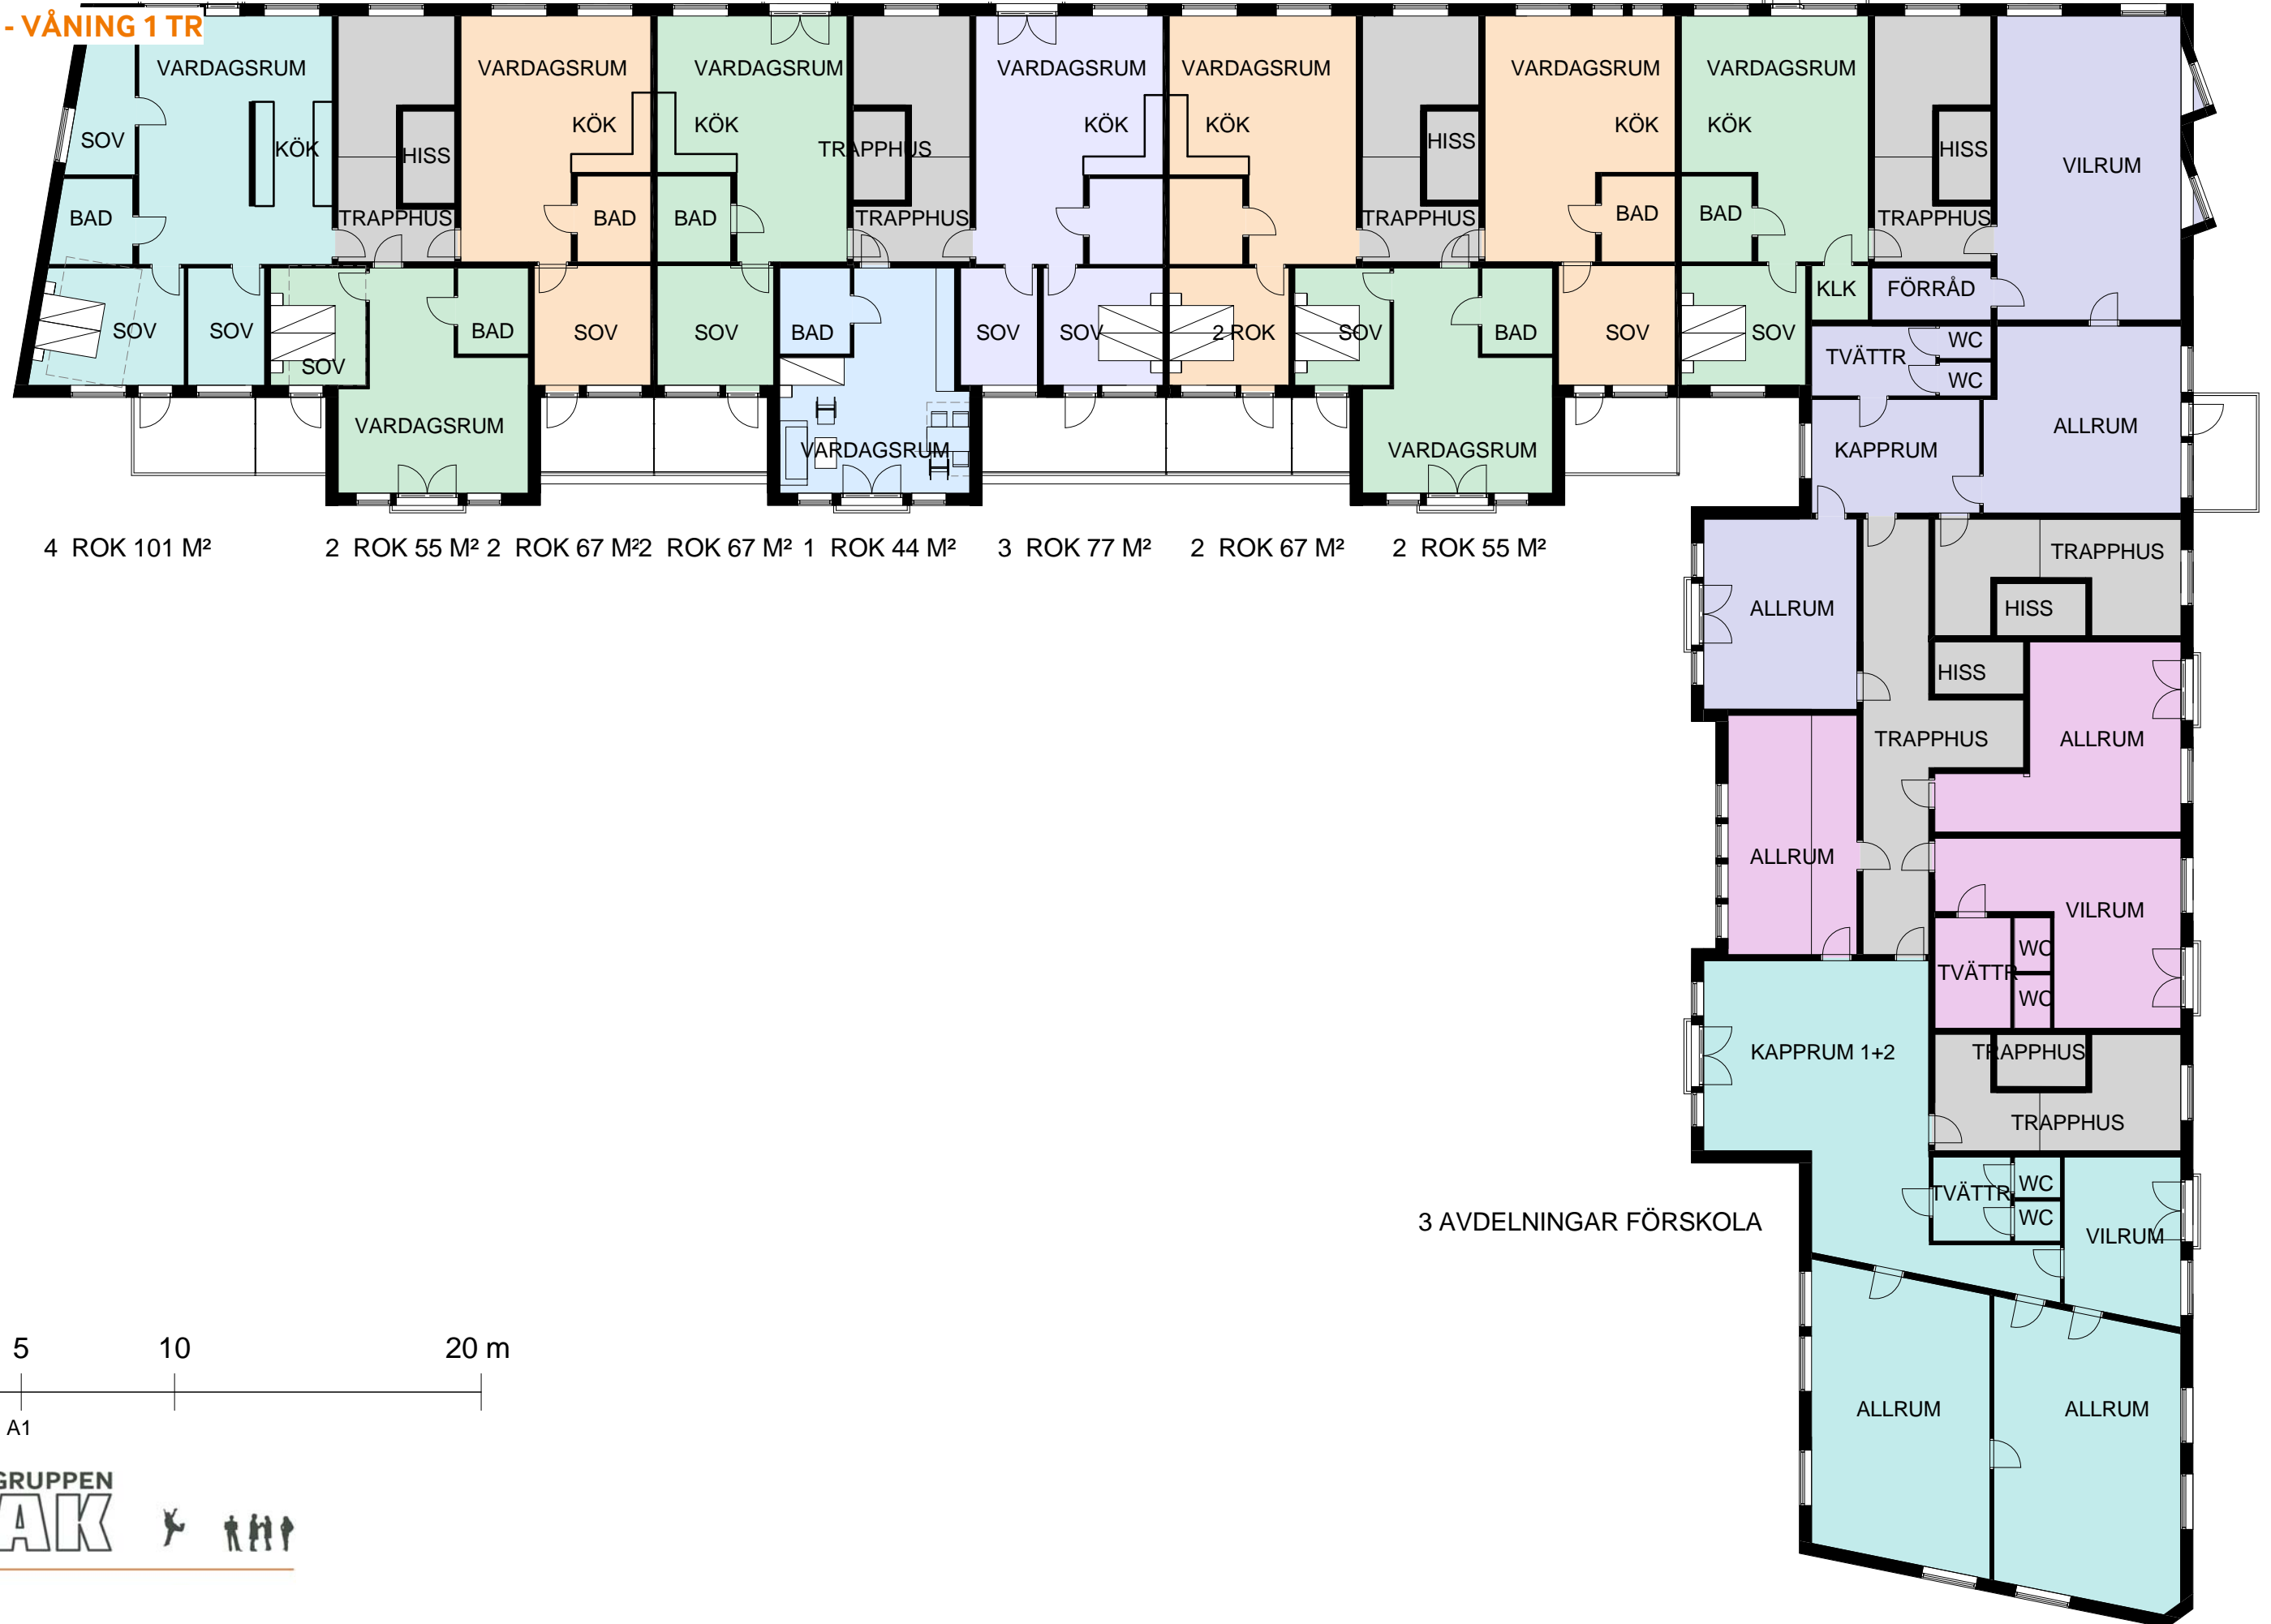 - VÅNING 1 TR
VARDAGSRUM
VARDAGSRUM
VARDAGSRUM
VARDAGSRUM
VARDAGSRUM
VARDAGSRUM
VARDAGSRUM
SOV
KÖK
HISS
KÖK
KÖK
TRAPPHUS
KÖK
KÖK
HISS
KÖK
KÖK
HISS
VILRUM
BAD
TRAPPHUS
BAD
BAD
TRAPPHUS
TRAPPHUS
BAD
BAD
TRAPPHUS
KLK
FÖRRÅD
SOV
SOV
SOV
BAD
SOV
SOV
BAD
SOV
SOV
2 ROK
SOV
BAD
SOV
SOV
TVÄTTR
WC
WC
VARDAGSRUM
VARDAGSRUM
VARDAGSRUM
KAPPRUM
ALLRUM
4 ROK 101 M²
2 ROK 55 M²
2 ROK 67 M²
2 ROK 67 M²
1 ROK 44 M²
3 ROK 77 M²
2 ROK 67 M²
2 ROK 55 M²
TRAPPHUS
ALLRUM
HISS
HISS
TRAPPHUS
ALLRUM
ALLRUM
VILRUM
WC
TVÄTTR
WC
KAPPRUM 1+2
TRAPPHUS
TRAPPHUS
TVÄTTR
WC
WC
3 AVDELNINGAR FÖRSKOLA
VILRUM
5 10 20 m
A1
ALLRUM
ALLRUM
GRUPPEN
AK